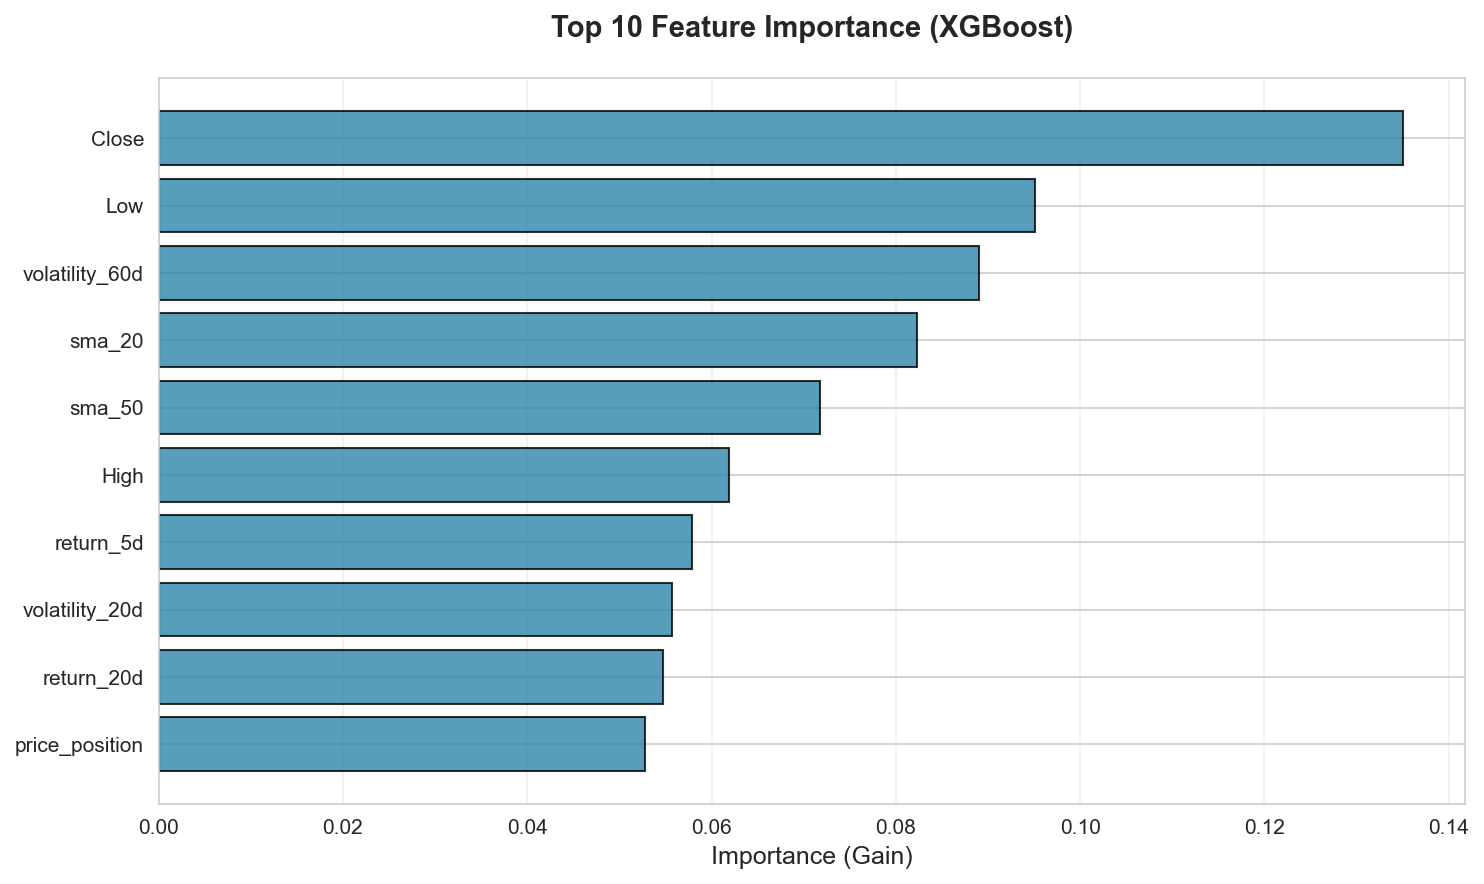 Top 10 Feature Importance (XGBoost)
Close
Low
volatility_60d
sma_20
sma_50
High
return_5d
volatility_20d
return_20d
price_position
0.00 0.02 0.04 0.06 0.08 0.10 0.12 0.14
Importance (Gain)